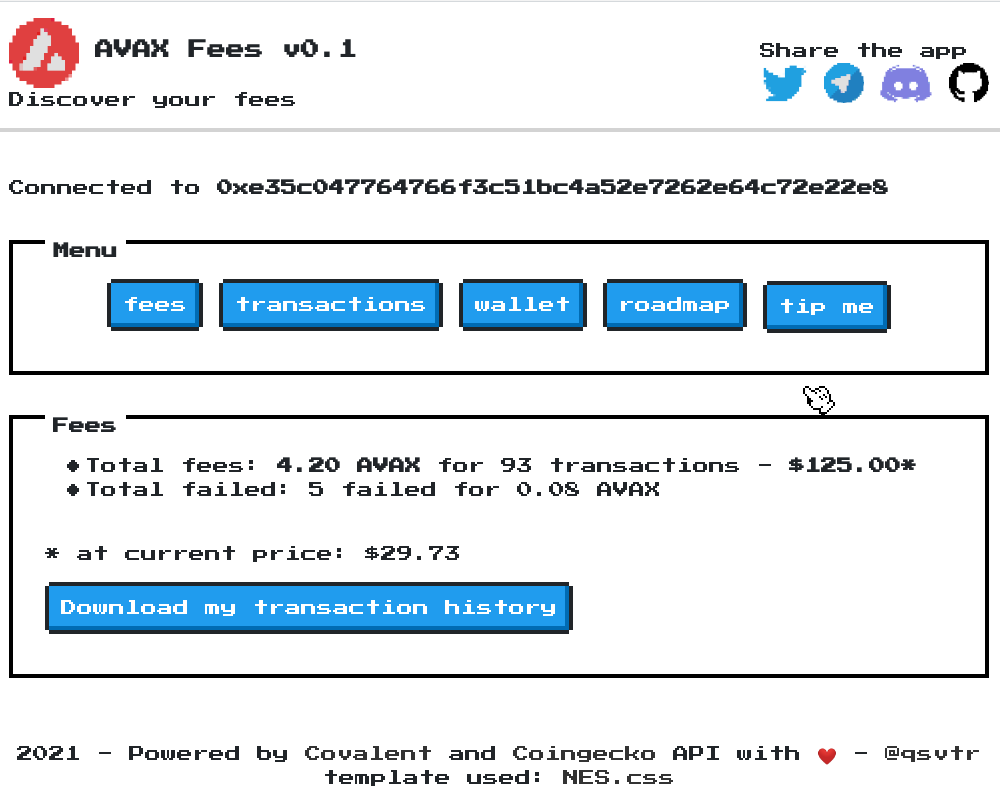 AVAX Fees v0.1
Discover your fees
Share the app
Connected to 0xe35c047764766f3c51bc4a52e7262e64c72e22e8
Menu
fees
transactions
wallet
roadmap
tip me
Fees
Total fees: 4.20 AVAX for 93 transactions - $125.00*
Total failed: 5 failed for 0.08 AVAX
* at current price: $29.73
Download my transaction history
2021 - Powered by Covalent and Coingecko API with ❤ - @qsvtr
template used: NES.css